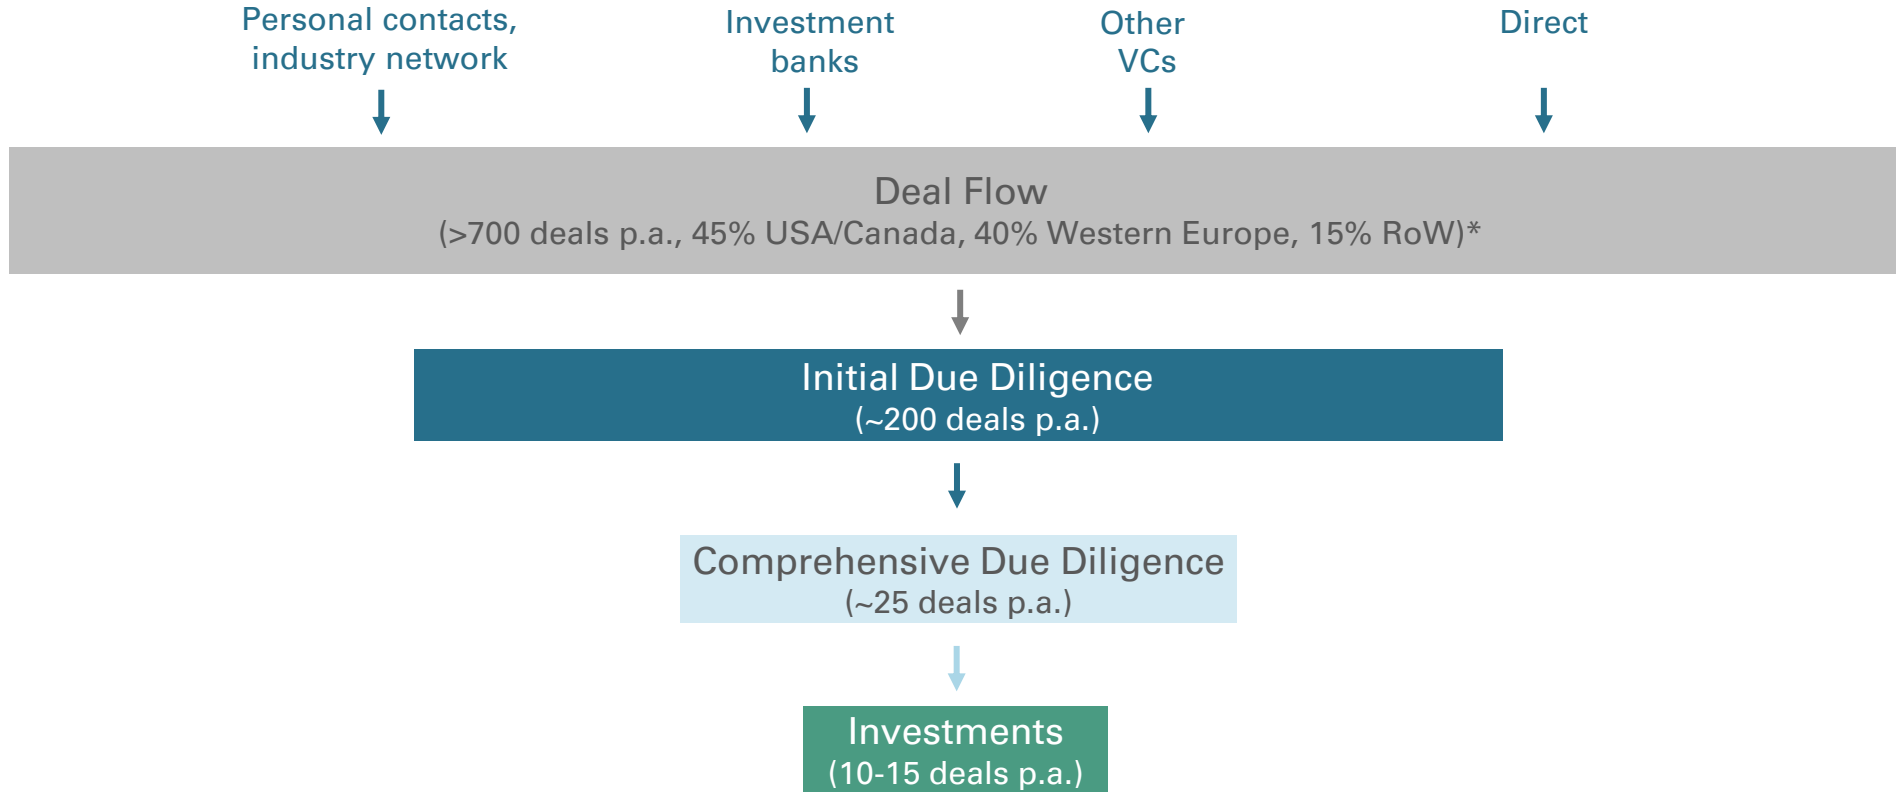 Personal contacts,
industry network
Investment
banks
Other
VCs
Direct
Deal Flow
(>700 deals p.a., 45% USA/Canada, 40% Western Europe, 15% RoW)*
Initial Due Diligence
(~200 deals p.a.)
Comprehensive Due Diligence
(~25 deals p.a.)
Investments
(10-15 deals p.a.)